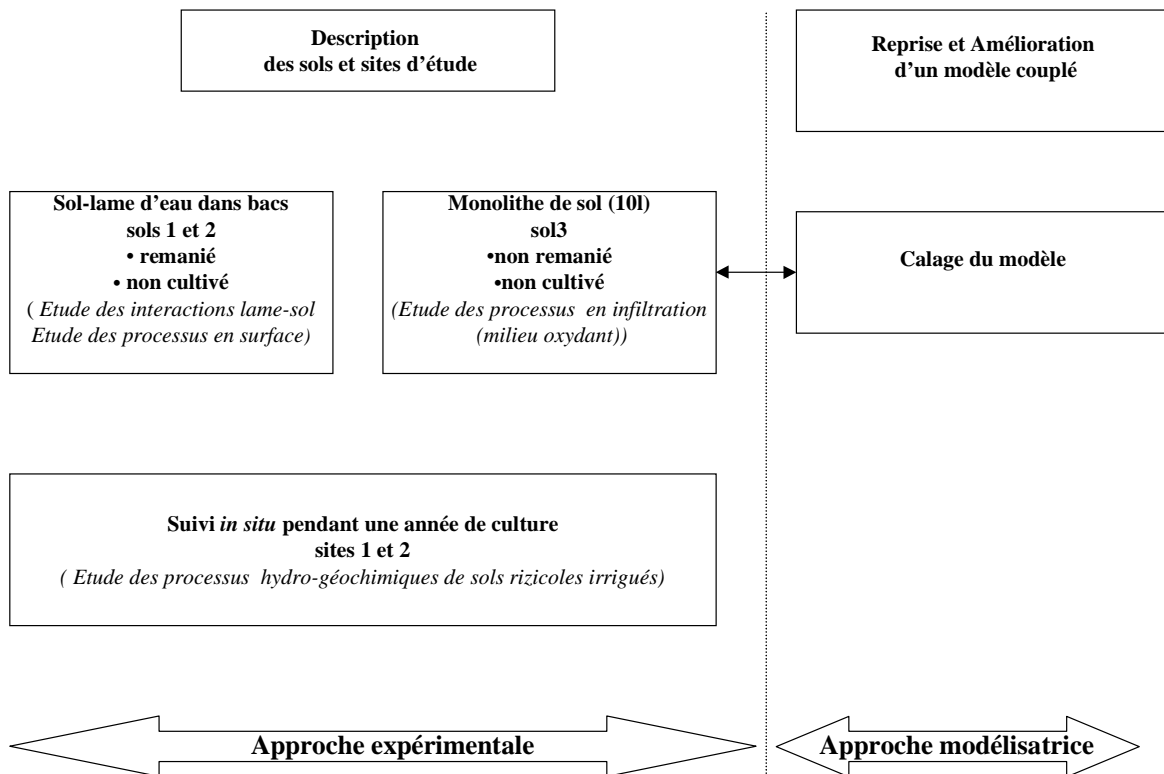 Description
des sols et sites d'étude
Reprise et Amélioration
d'un modèle couplé
Sol-lame d'eau dans bacs
sols 1 et 2
• remanié
• non cultivé
( Etude des interactions lame-sol
Etude des processus en surface)
Monolithe de sol (10l)
sol3
•non remanié
•non cultivé
(Etude des processus en infiltration
(milieu oxydant))
Calage du modèle
Suivi in situ pendant une année de culture
sites 1 et 2
( Etude des processus hydro-géochimiques de sols rizicoles irrigués)
Approche expérimentale
Approche modélisatrice